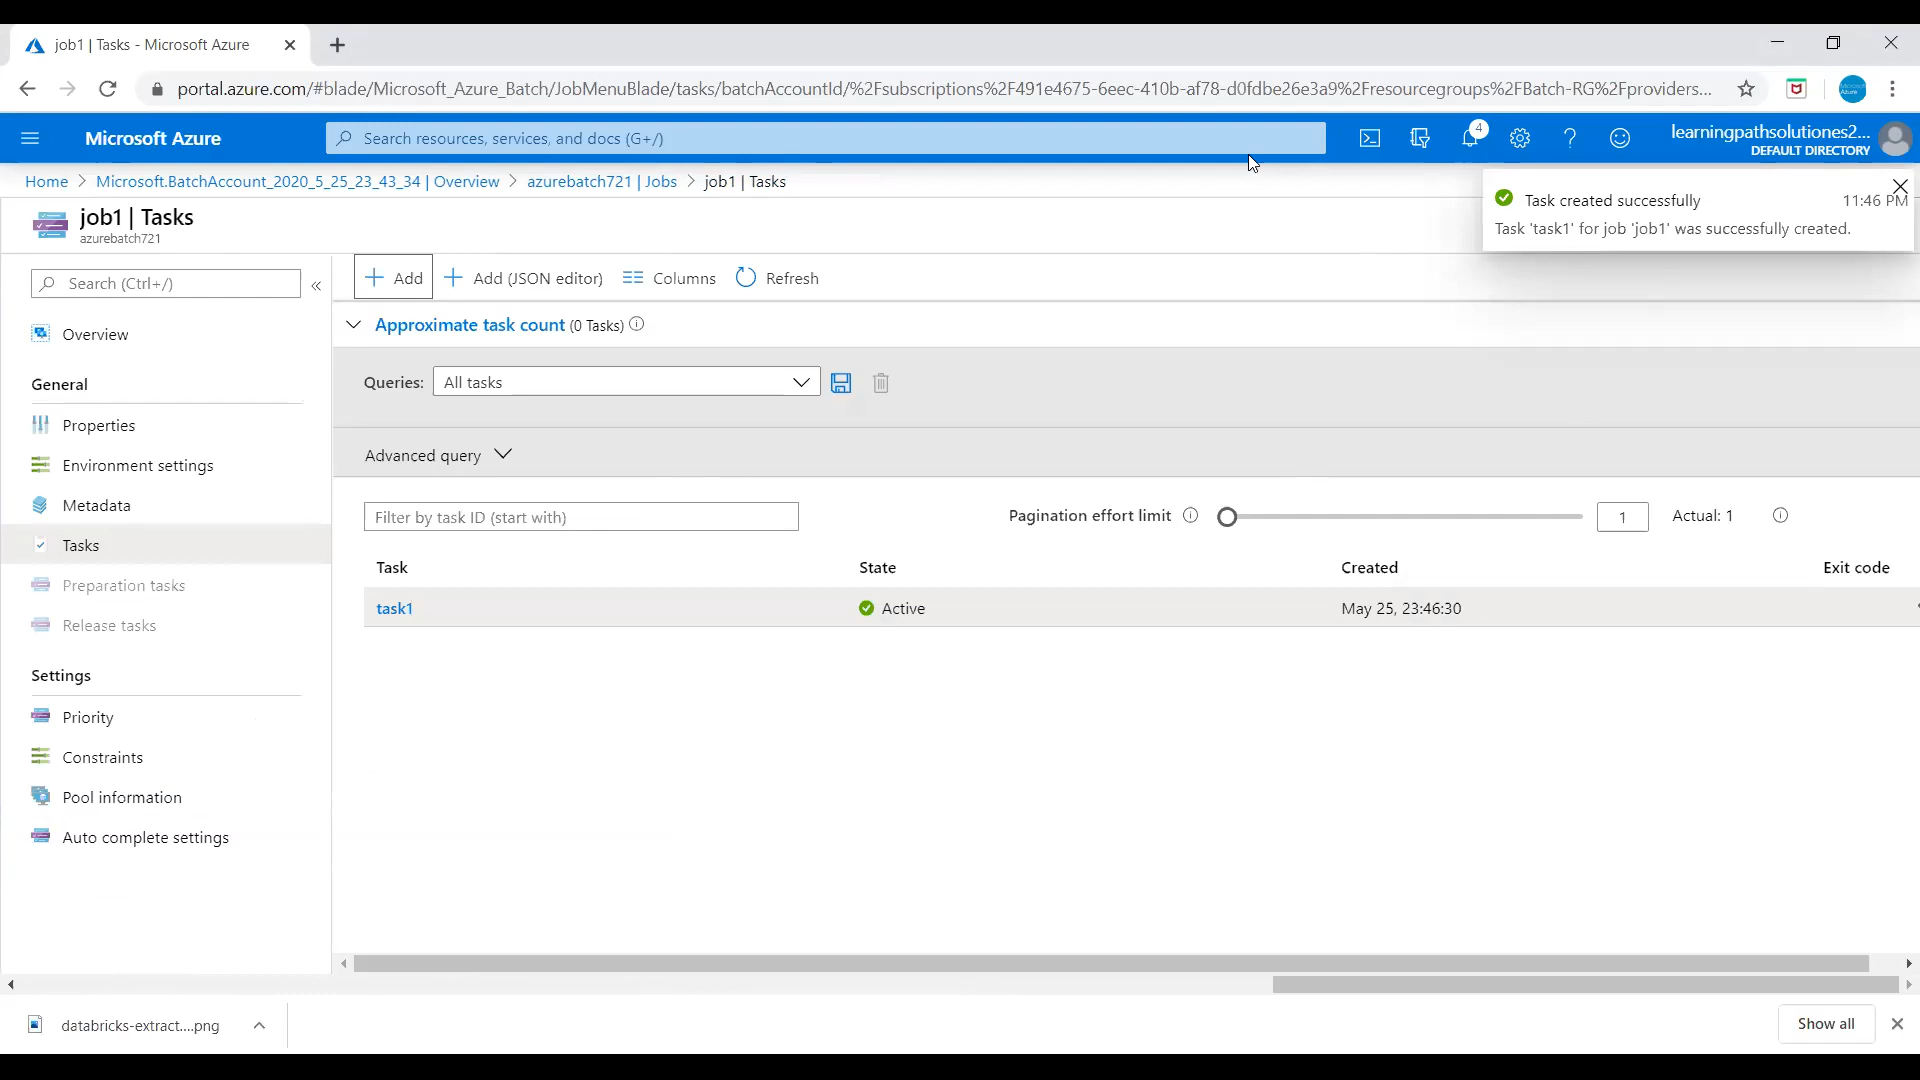 job1 | Tasks - Microsoft Azure
portal.azure.com/#blade/Microsoft_Azure_Batch/JobMenuBlade/tasks/batchAccountId/%2Fsubscriptions%2F491e4675-6eec-410b-af78-d0fdbe26e3a9%2Fresourcegroups%2FBatch-RG%2Fproviders...
Microsoft Azure
Search resources, services, and docs (G+/)
4
learningpathsolutiones2...
DEFAULT DIRECTORY
Home > Microsoft.BatchAccount_2020_5_25_23_43_34 | Overview > azurebatch721 | Jobs > job1 | Tasks
Task created successfully 11:46 PM
Task 'task1' for job 'job1' was successfully created.
job1 | Tasks
azurebatch721
Search (Ctrl+/)
«
Overview
General
Properties
Environment settings
Metadata
Tasks
Preparation tasks
Release tasks
Settings
Priority
Constraints
Pool information
Auto complete settings
Add Add (JSON editor) Columns Refresh
Approximate task count (0 Tasks)
Queries: All tasks
Advanced query
Filter by task ID (start with)
Pagination effort limit 1 Actual: 1
Task State Created Exit code
task1 Active May 25, 23:46:30
databricks-extract....png
Show all